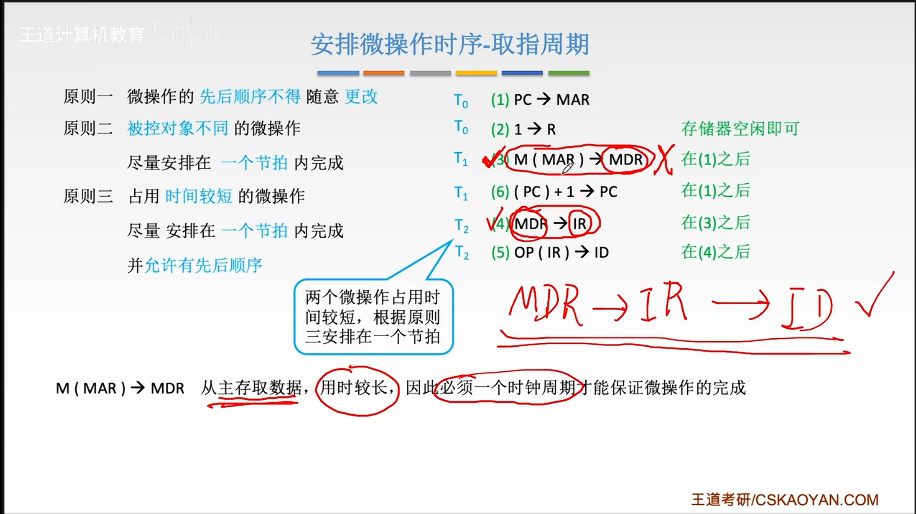 王道计算机教育
安排微操作时序-取指周期
原则一 微操作的 先后顺序不得 随意 更改
原则二 被控对象不同 的微操作
尽量安排在 一个节拍 内完成
原则三 占用 时间较短 的微操作
尽量 安排在 一个节拍 内完成
并允许有先后顺序
T0 (1) PC → MAR
T0 (2) 1 → R 存储器空闲即可
T1 (3) M ( MAR ) → MDR 在(1)之后
T1 (6) ( PC ) + 1 → PC 在(1)之后
T2 (4) MDR → IR 在(3)之后
T2 (5) OP ( IR ) → ID 在(4)之后
两个微操作占用时
间较短，根据原则
三安排在一个节拍
MDR → IR → ID ✓
M ( MAR ) → MDR 从主存取数据，用时较长，因此必须一个时钟周期才能保证微操作的完成
王道考研/CSKAOYAN.COM